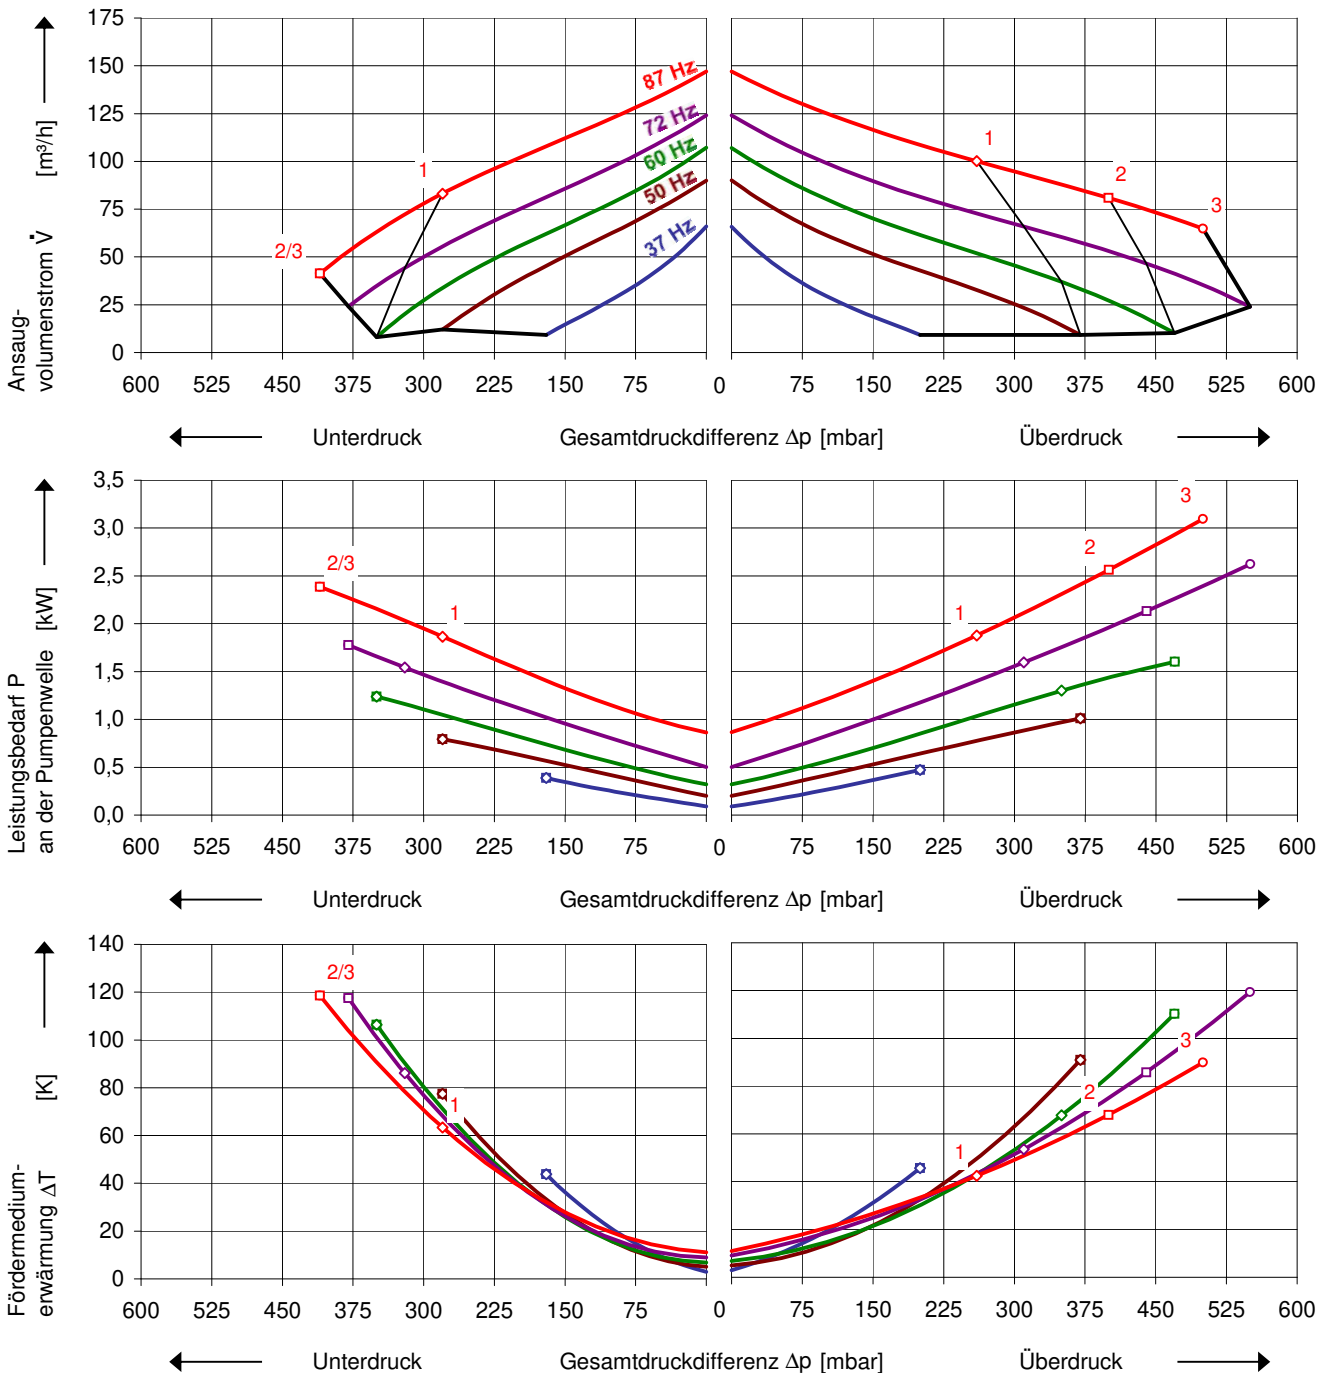 175
150
125
100
75
50
25
0
[m³/h]
Ansaug-
volumenstrom V̇
87 Hz
72 Hz
60 Hz
50 Hz
37 Hz
1
2/3
1
2
3
600 525 450 375 300 225 150 75 0 75 150 225 300 375 450 525 600
Unterdruck Gesamtdruckdifferenz Δp [mbar] Überdruck
3,5
3,0
2,5
2,0
1,5
1,0
0,5
0,0
Leistungsbedarf P
an der Pumpenwelle [kW]
2/3
1
1
2
3
600 525 450 375 300 225 150 75 0 75 150 225 300 375 450 525 600
Unterdruck Gesamtdruckdifferenz Δp [mbar] Überdruck
140
120
100
80
60
40
20
0
[K]
Fördermedium-
erwärmung ΔT
2/3
1
1
2
3
600 525 450 375 300 225 150 75 0 75 150 225 300 375 450 525 600
Unterdruck Gesamtdruckdifferenz Δp [mbar] Überdruck